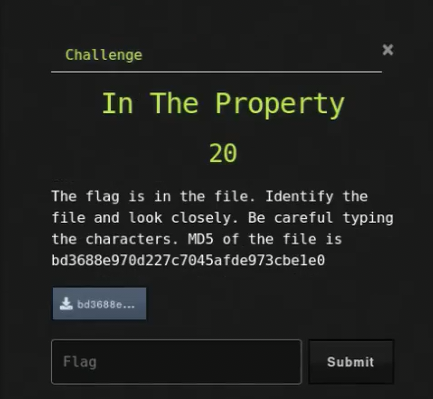 Challenge
×
In The Property
20
The flag is in the file. Identify the
file and look closely. Be careful typing
the characters. MD5 of the file is
bd3688e970d227c7045afde973cbe1e0
bd3688e...
Flag
Submit